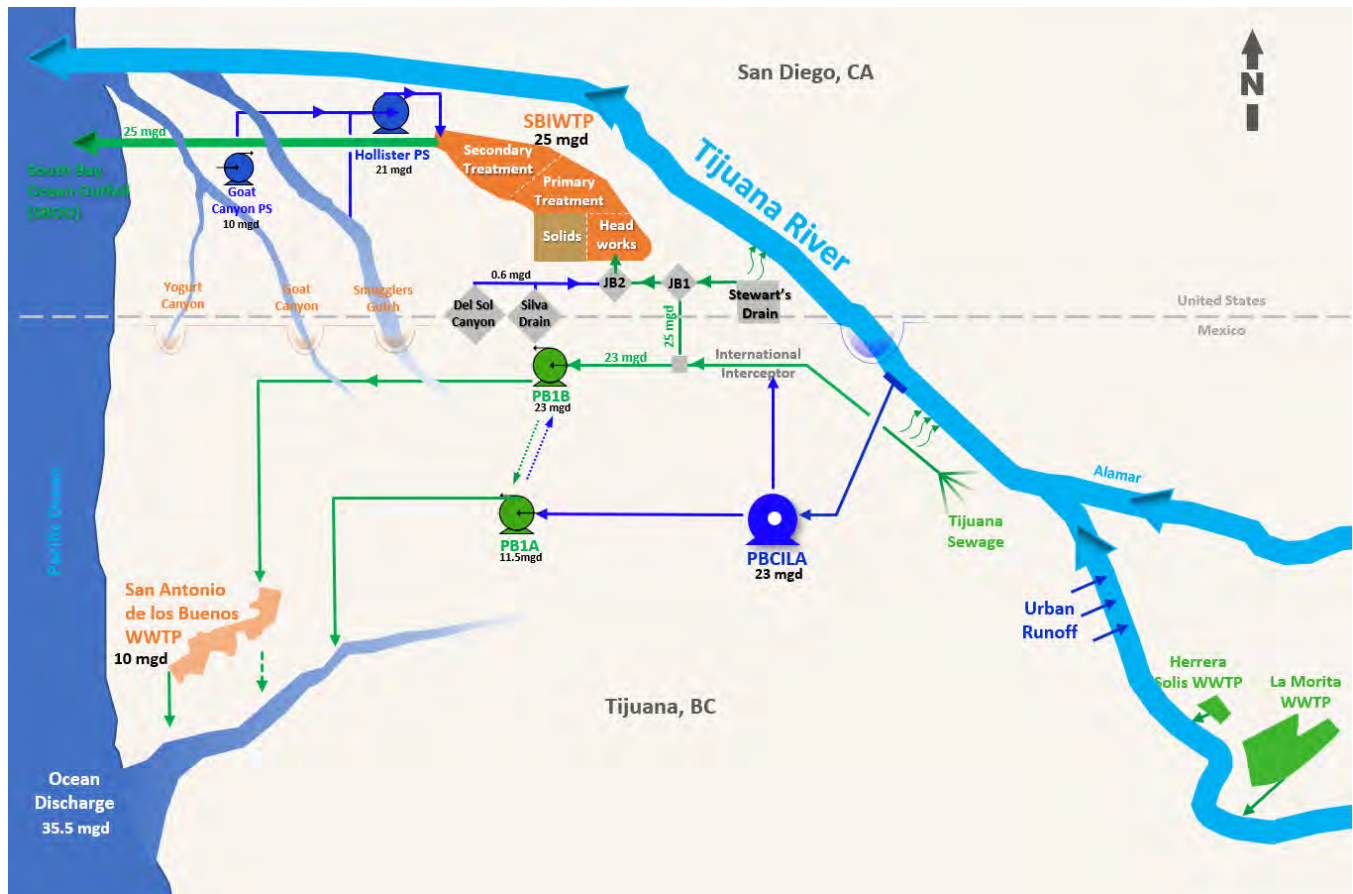 San Diego, CA
N
25 mgd
SBIWTP
25 mgd
Hollister PS
21 mgd
Secondary
Treatment
Primary
Treatment
Solids
Head
works
South Bay
Ocean Outfall
(SBOO)
Goat
Canyon PS
10 mgd
Tijuana River
0.6 mgd
JB2
JB1
Stewart's
Drain
Yogurt
Canyon
Goat
Canyon
Smugglers
Gulch
Del Sol
Canyon
Silva
Drain
25 mgd
United States
Mexico
23 mgd
International
Interceptor
PB1B
23 mgd
Alamar
Pacific Ocean
PB1A
11.5mgd
PBCILA
23 mgd
Tijuana
Sewage
San Antonio
de los Buenos
WWTP
10 mgd
Urban
Runoff
Herrera
Solis WWTP
La Morita
WWTP
Tijuana, BC
Ocean
Discharge
35.5 mgd